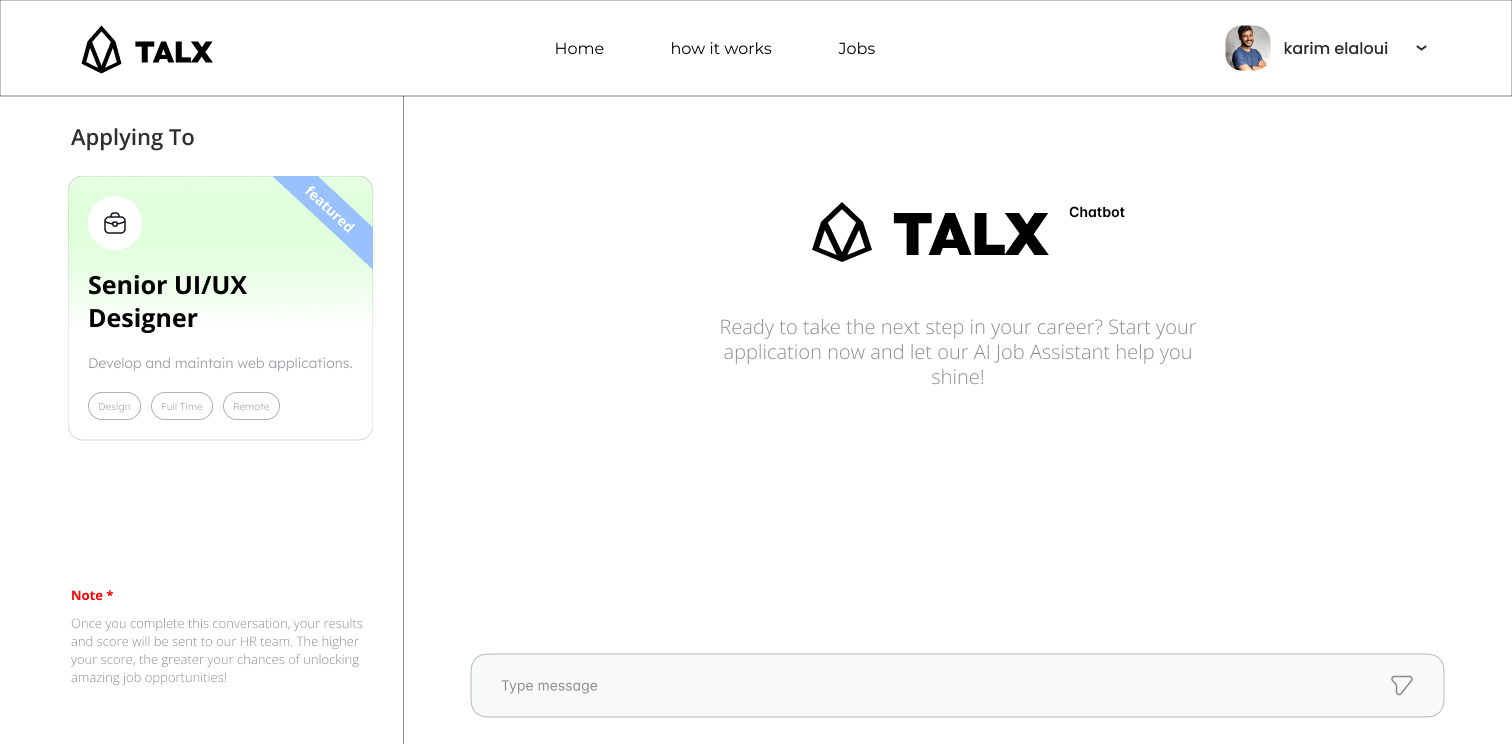 TALX
Home
how it works
Jobs
karim elaloui
Applying To
featured
Senior UI/UX
Designer
Develop and maintain web applications.
Design
Full Time
Remote
Note *
Once you complete this conversation, your results
and score will be sent to our HR team. The higher
your score, the greater your chances of unlocking
amazing job opportunities!
TALX
Chatbot
Ready to take the next step in your career? Start your
application now and let our AI Job Assistant help you
shine!
Type message